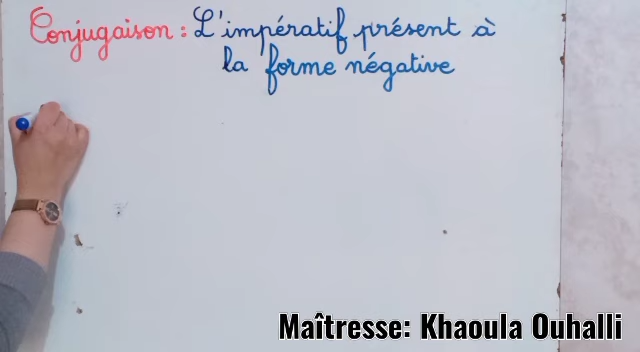 Conjugaison : L'impératif présent à
la forme négative
Maîtresse: Khaoula Ouhalli